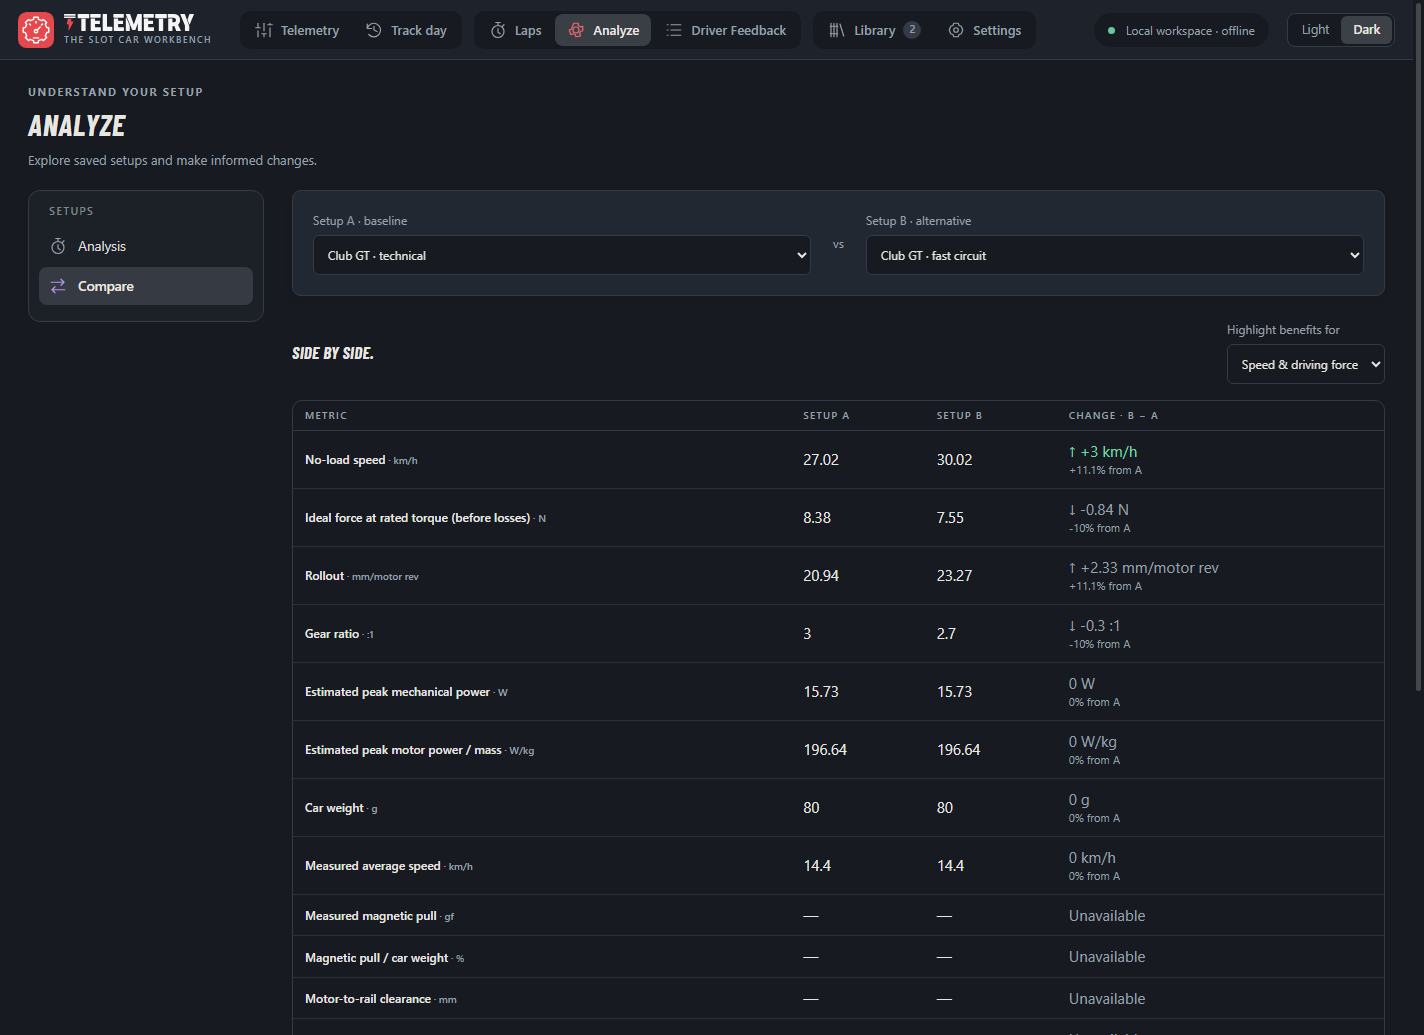 TELEMETRY
THE SLOT CAR WORKBENCH
Telemetry
Track day
Laps
Analyze
Driver Feedback
Library 2
Settings
Local workspace · offline
Light
Dark
UNDERSTAND YOUR SETUP
ANALYZE
Explore saved setups and make informed changes.
SETUPS
Analysis
Compare
Setup A · baseline
Club GT · technical
vs
Setup B · alternative
Club GT · fast circuit
SIDE BY SIDE.
Highlight benefits for
Speed & driving force
METRIC SETUP A SETUP B CHANGE · B – A
No-load speed · km/h 27.02 30.02 ↑ +3 km/h
+11.1% from A
Ideal force at rated torque (before losses) · N 8.38 7.55 ↓ -0.84 N
-10% from A
Rollout · mm/motor rev 20.94 23.27 ↑ +2.33 mm/motor rev
+11.1% from A
Gear ratio · :1 3 2.7 ↓ -0.3 :1
-10% from A
Estimated peak mechanical power · W 15.73 15.73 0 W
0% from A
Estimated peak motor power / mass · W/kg 196.64 196.64 0 W/kg
0% from A
Car weight · g 80 80 0 g
0% from A
Measured average speed · km/h 14.4 14.4 0 km/h
0% from A
Measured magnetic pull · gf — — Unavailable
Magnetic pull / car weight · % — — Unavailable
Motor-to-rail clearance · mm — — Unavailable